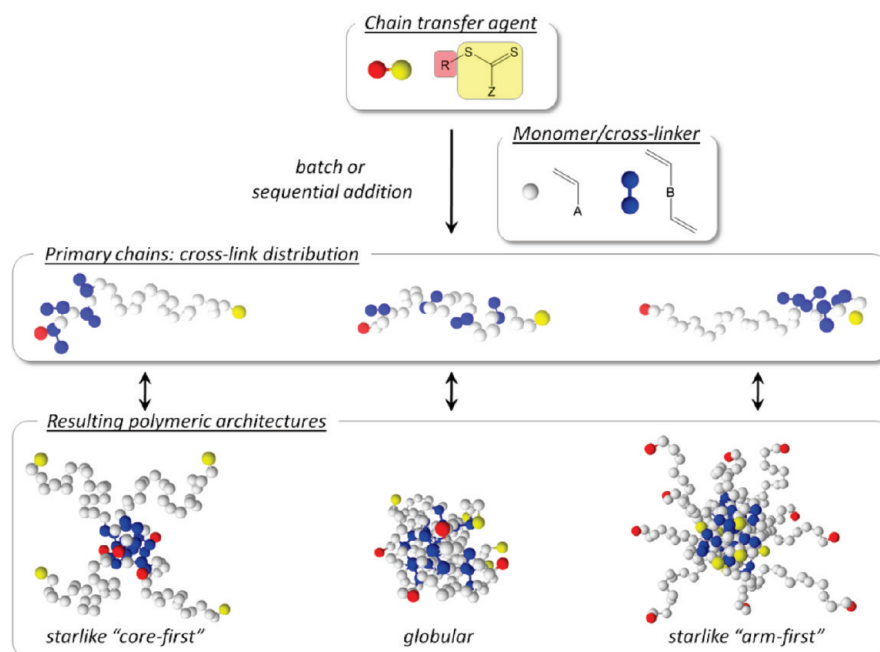 Chain transfer agent
S
S
R
Z
Monomer/cross-linker
batch or
sequential addition
A
B
Primary chains: cross-link distribution
Resulting polymeric architectures
starlike “core-first”
globular
starlike “arm-first”